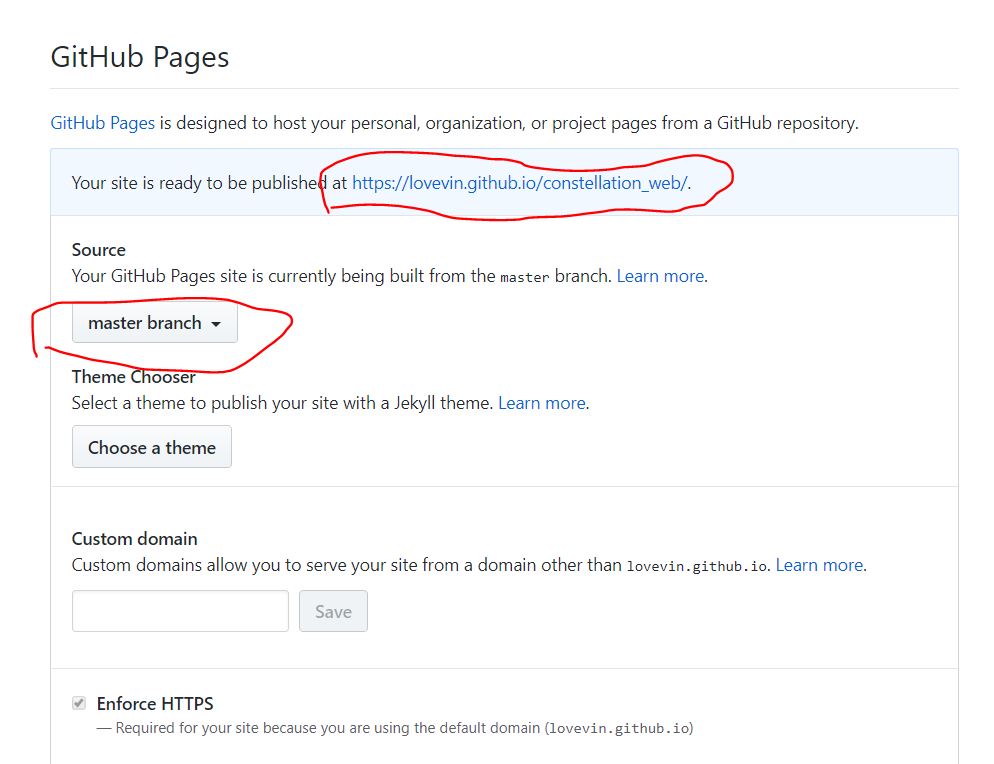 GitHub Pages
GitHub Pages is designed to host your personal, organization, or project pages from a GitHub repository.
Your site is ready to be published at https://lovevin.github.io/constellation_web/.
Source
Your GitHub Pages site is currently being built from the master branch. Learn more.
master branch
Theme Chooser
Select a theme to publish your site with a Jekyll theme. Learn more.
Choose a theme
Custom domain
Custom domains allow you to serve your site from a domain other than lovevin.github.io. Learn more.
Save
Enforce HTTPS
— Required for your site because you are using the default domain (lovevin.github.io)